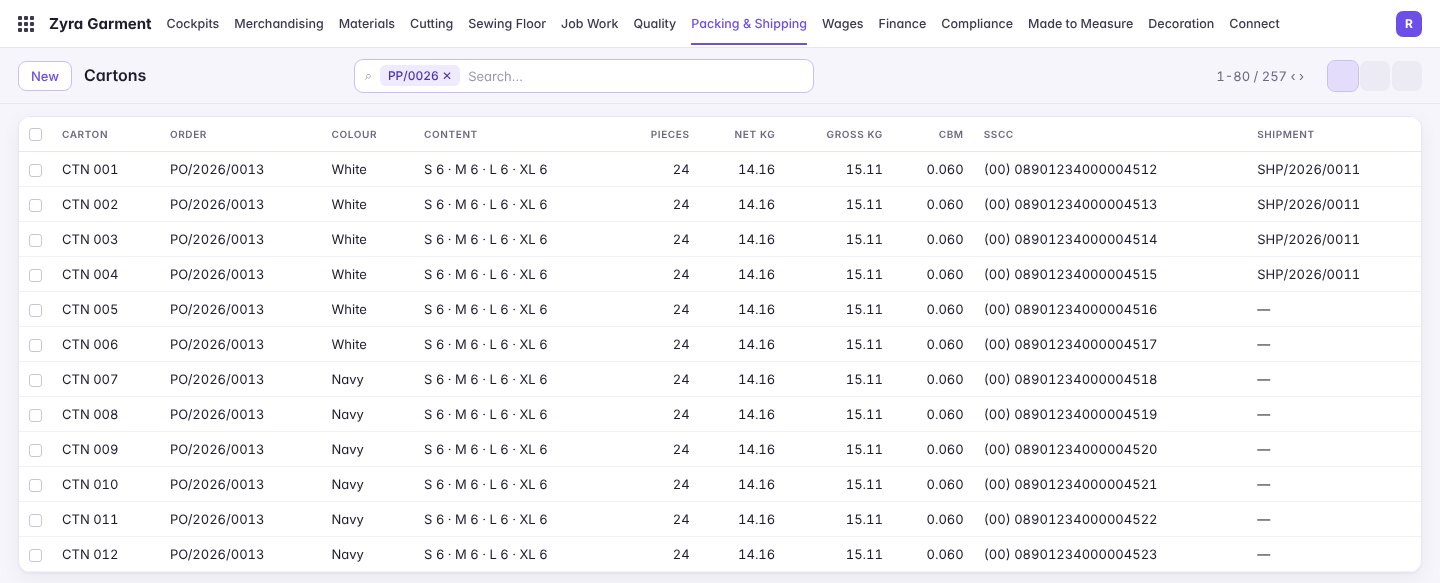 Zyra Garment Cockpits Merchandising Materials Cutting Sewing Floor Job Work Quality Packing & Shipping Wages Finance Compliance Made to Measure Decoration Connect R
New Cartons PP/0026 ✕ Search... 1-80 / 257 ‹ ›
CARTON ORDER COLOUR CONTENT PIECES NET KG GROSS KG CBM SSCC SHIPMENT
CTN 001 PO/2026/0013 White S 6 · M 6 · L 6 · XL 6 24 14.16 15.11 0.060 (00) 08901234000004512 SHP/2026/0011
CTN 002 PO/2026/0013 White S 6 · M 6 · L 6 · XL 6 24 14.16 15.11 0.060 (00) 08901234000004513 SHP/2026/0011
CTN 003 PO/2026/0013 White S 6 · M 6 · L 6 · XL 6 24 14.16 15.11 0.060 (00) 08901234000004514 SHP/2026/0011
CTN 004 PO/2026/0013 White S 6 · M 6 · L 6 · XL 6 24 14.16 15.11 0.060 (00) 08901234000004515 SHP/2026/0011
CTN 005 PO/2026/0013 White S 6 · M 6 · L 6 · XL 6 24 14.16 15.11 0.060 (00) 08901234000004516 —
CTN 006 PO/2026/0013 White S 6 · M 6 · L 6 · XL 6 24 14.16 15.11 0.060 (00) 08901234000004517 —
CTN 007 PO/2026/0013 Navy S 6 · M 6 · L 6 · XL 6 24 14.16 15.11 0.060 (00) 08901234000004518 —
CTN 008 PO/2026/0013 Navy S 6 · M 6 · L 6 · XL 6 24 14.16 15.11 0.060 (00) 08901234000004519 —
CTN 009 PO/2026/0013 Navy S 6 · M 6 · L 6 · XL 6 24 14.16 15.11 0.060 (00) 08901234000004520 —
CTN 010 PO/2026/0013 Navy S 6 · M 6 · L 6 · XL 6 24 14.16 15.11 0.060 (00) 08901234000004521 —
CTN 011 PO/2026/0013 Navy S 6 · M 6 · L 6 · XL 6 24 14.16 15.11 0.060 (00) 08901234000004522 —
CTN 012 PO/2026/0013 Navy S 6 · M 6 · L 6 · XL 6 24 14.16 15.11 0.060 (00) 08901234000004523 —